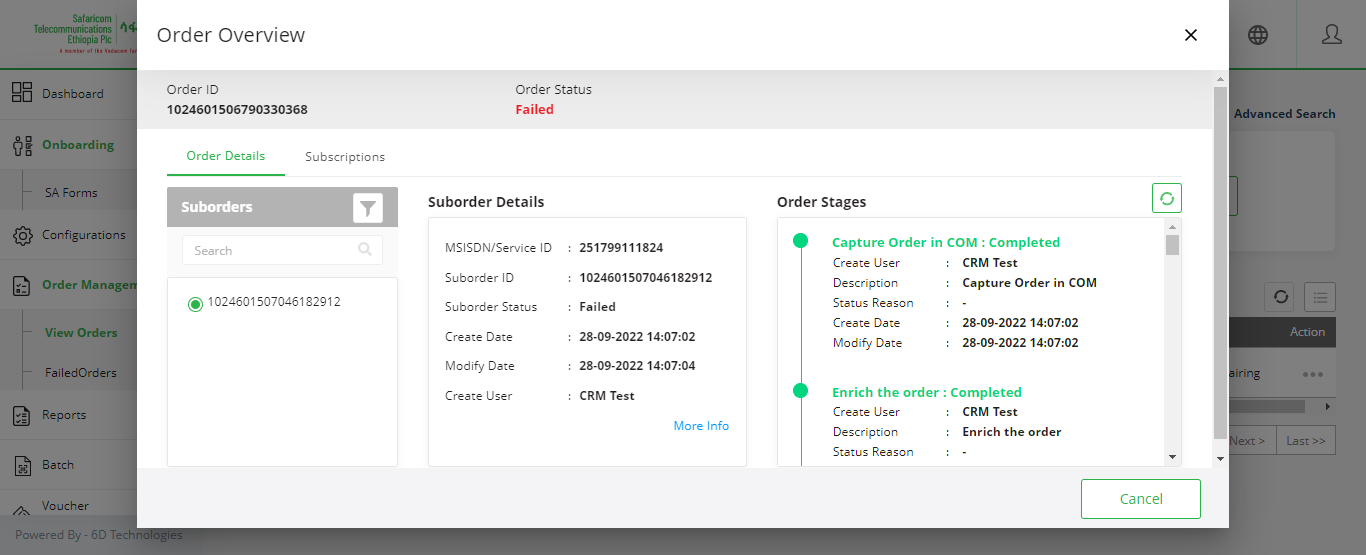 Safaricom
Telecommunications
Ethiopia Plc
Order Overview
Order ID
1024601506790330368
Order Status
Failed
Dashboard
Onboarding
SA Forms
Configurations
Order Managem
View Orders
FailedOrders
Reports
Batch
Voucher
Powered By - 6D Technologies
Order Details
Subscriptions
Suborders
Search
1024601507046182912
Suborder Details
MSISDN/Service ID : 251799111824
Suborder ID : 1024601507046182912
Suborder Status : Failed
Create Date : 28-09-2022 14:07:02
Modify Date : 28-09-2022 14:07:04
Create User : CRM Test
More Info
Order Stages
Capture Order in COM : Completed
Create User : CRM Test
Description : Capture Order in COM
Status Reason : -
Create Date : 28-09-2022 14:07:02
Modify Date : 28-09-2022 14:07:02
Enrich the order : Completed
Create User : CRM Test
Description : Enrich the order
Status Reason : -
Cancel
Advanced Search
Action
airing
Next >
Last >>